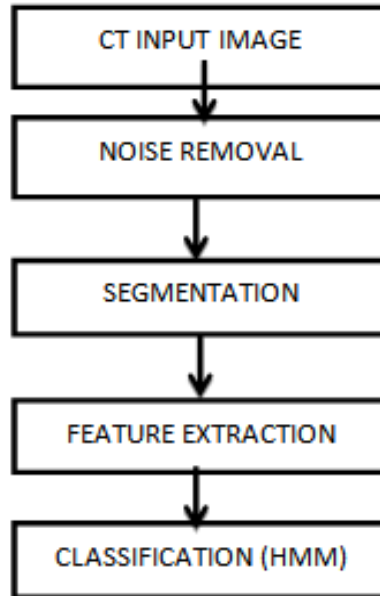 CT INPUT IMAGE
NOISE REMOVAL
SEGMENTATION
FEATURE EXTRACTION
CLASSIFICATION (HMM)